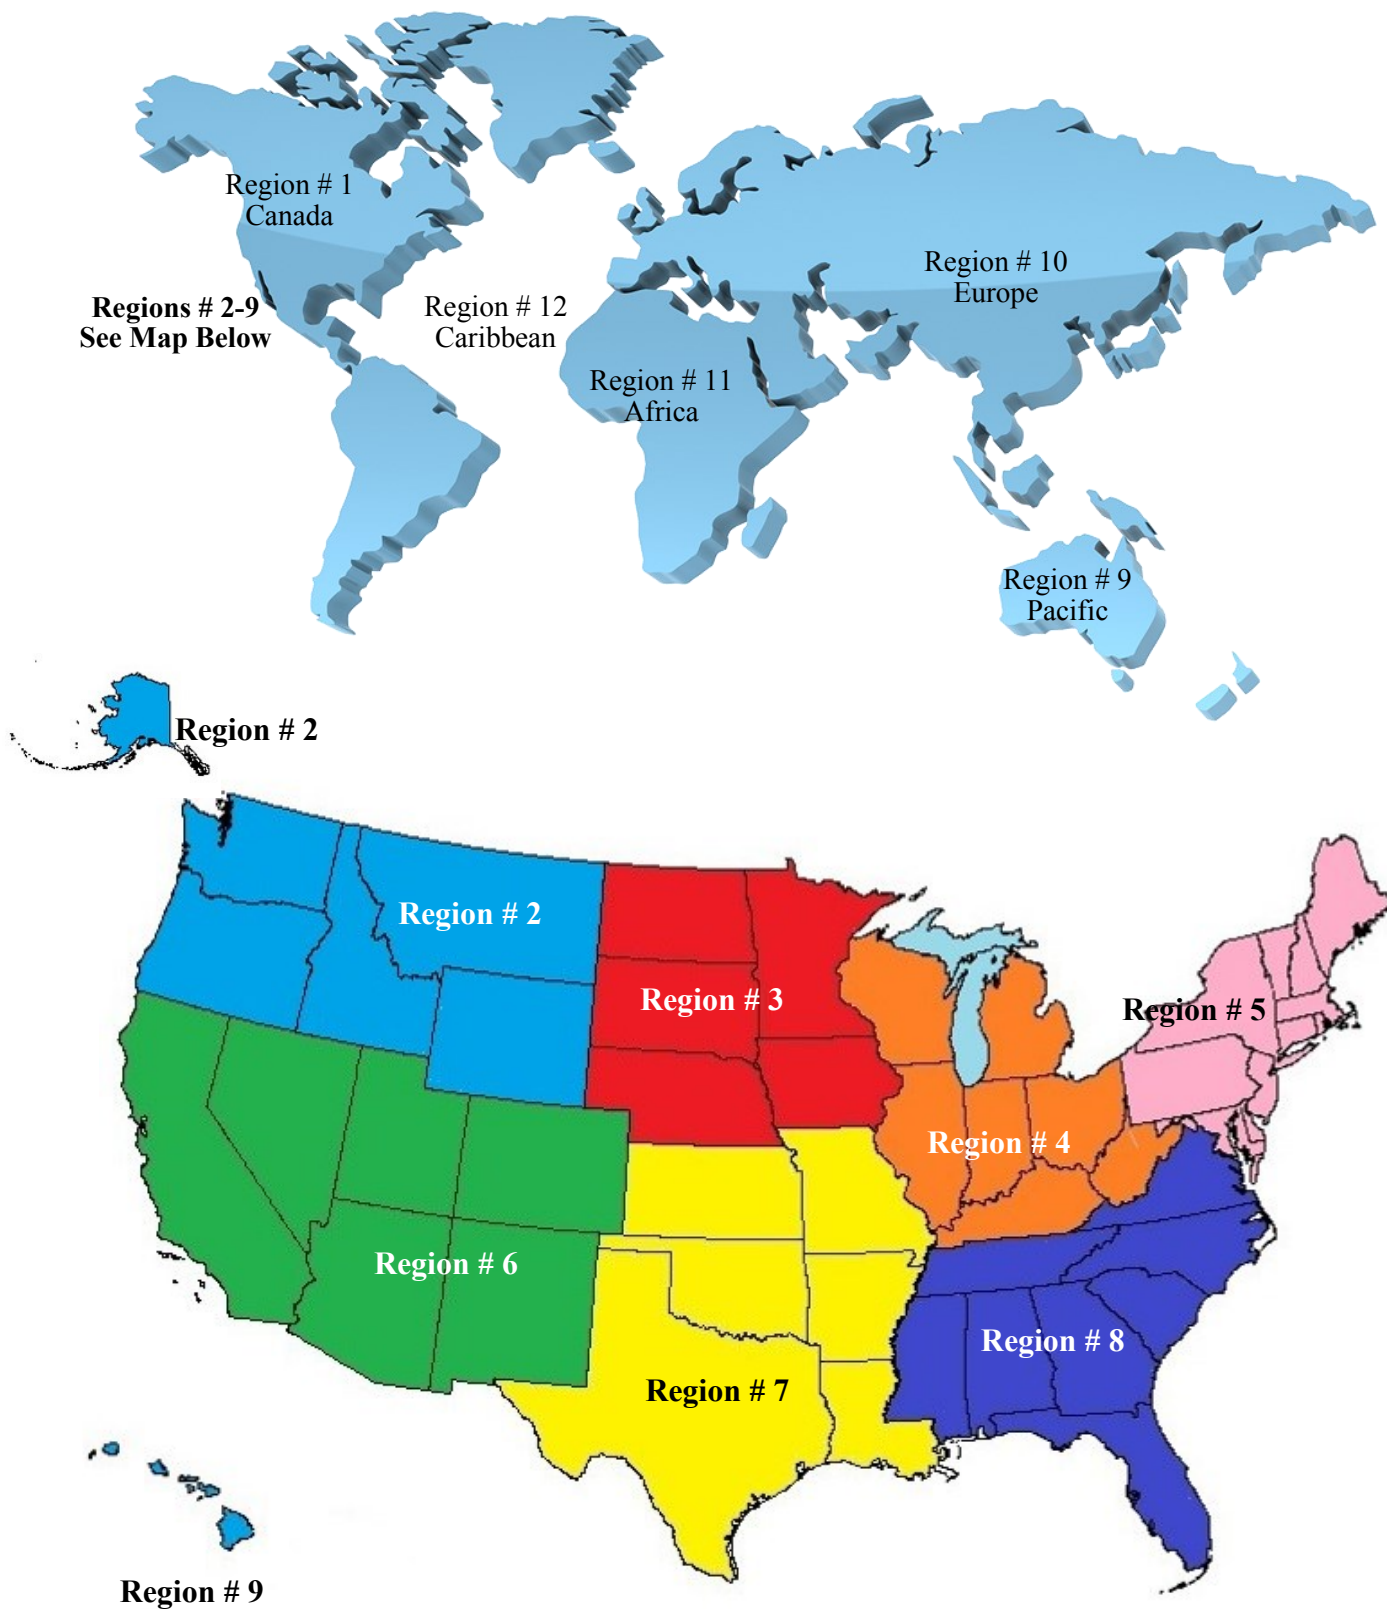 Region # 1
Canada
Region # 10
Europe
Regions # 2-9
See Map Below
Region # 12
Caribbean
Region # 11
Africa
Region # 9
Pacific
Region # 2
Region # 2
Region # 3
Region # 5
Region # 4
Region # 6
Region # 8
Region # 7
Region # 9